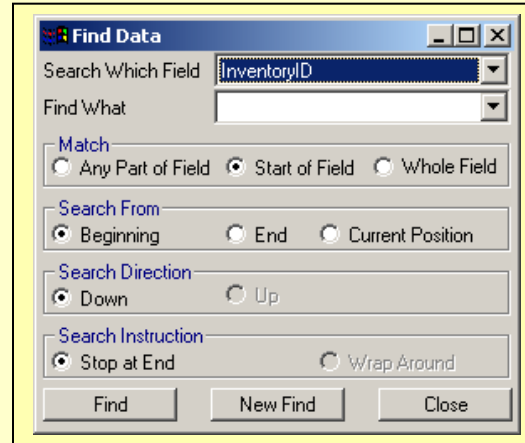 Find Data
Search Which Field InventoryID
Find What
Match
Any Part of Field Start of Field Whole Field
Search From
Beginning End Current Position
Search Direction
Down Up
Search Instruction
Stop at End Wrap Around
Find New Find Close